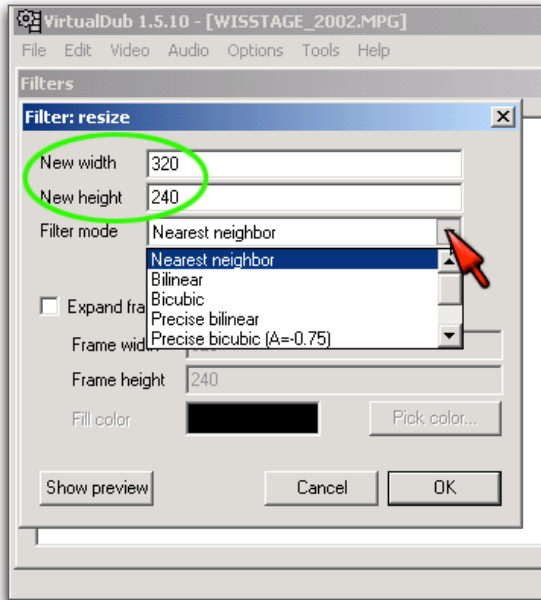 VirtualDub 1.5.10 - [WISSTAGE_2002.MPG]
File Edit Video Audio Options Tools Help
Filters
Filter: resize
New width 320
New height 240
Filter mode Nearest neighbor
Nearest neighbor
Bilinear
Bicubic
Precise bilinear
Precise bicubic (A=-0.75)
Expand fra
Frame width
Frame height 240
Fill color Pick color...
Show preview Cancel OK